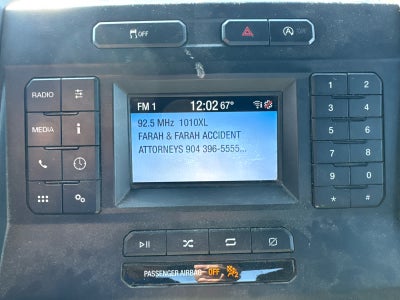 OFF
RADIO
MEDIA
i
FM 1 12:02 67°
92.5 MHz 1010XL
FARAH & FARAH ACCIDENT
ATTORNEYS 904 396-5555...
1 2
3 4
5 6
7 8
9 0
* #
PASSENGER AIRBAG OFF